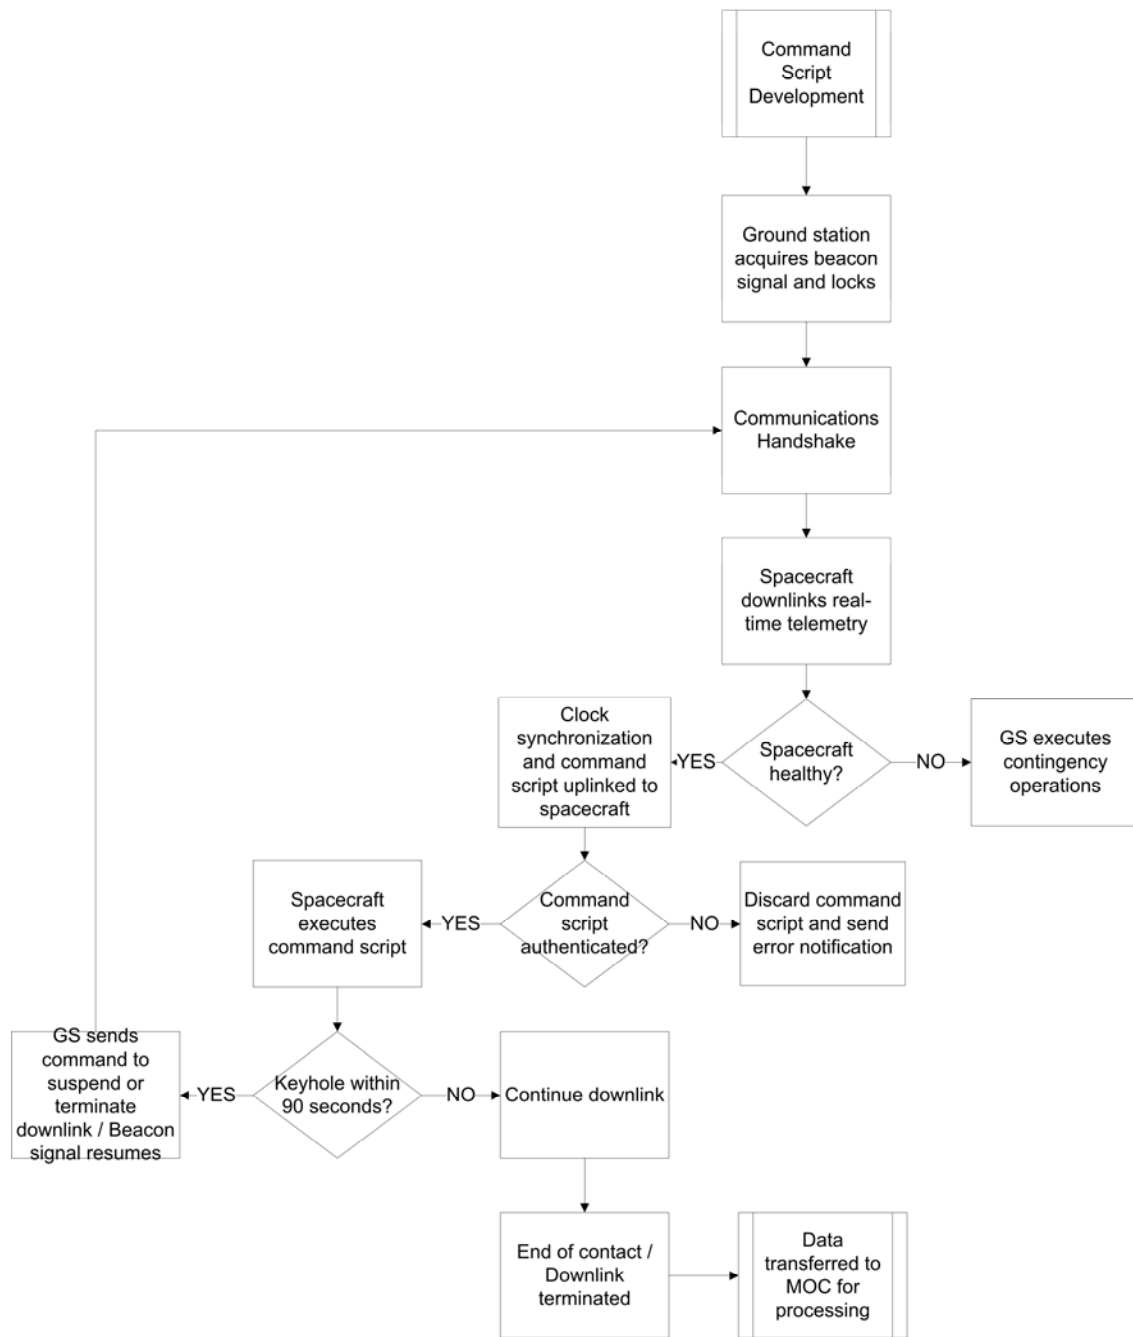 Command
Script
Development
Ground station
acquires beacon
signal and locks
Communications
Handshake
Spacecraft
downlinks real-
time telemetry
Clock
synchronization
and command
script uplinked to
spacecraft
YES
Spacecraft
healthy?
NO
GS executes
contingency
operations
Spacecraft
executes
command script
YES
Command
script
authenticated?
NO
Discard command
script and send
error notification
GS sends
command to
suspend or
terminate
downlink / Beacon
signal resumes
YES
Keyhole within
90 seconds?
NO
Continue downlink
End of contact /
Downlink
terminated
Data
transferred to
MOC for
processing